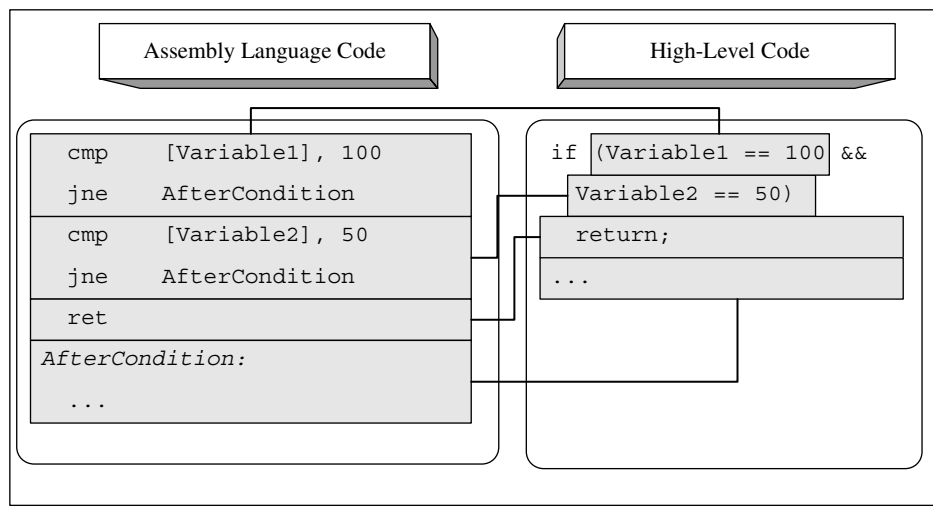 Assembly Language Code
cmp [Variable1], 100
jne AfterCondition
cmp [Variable2], 50
jne AfterCondition
ret
AfterCondition:
...
High-Level Code
if (Variable1 == 100 &&
Variable2 == 50)
return;
...